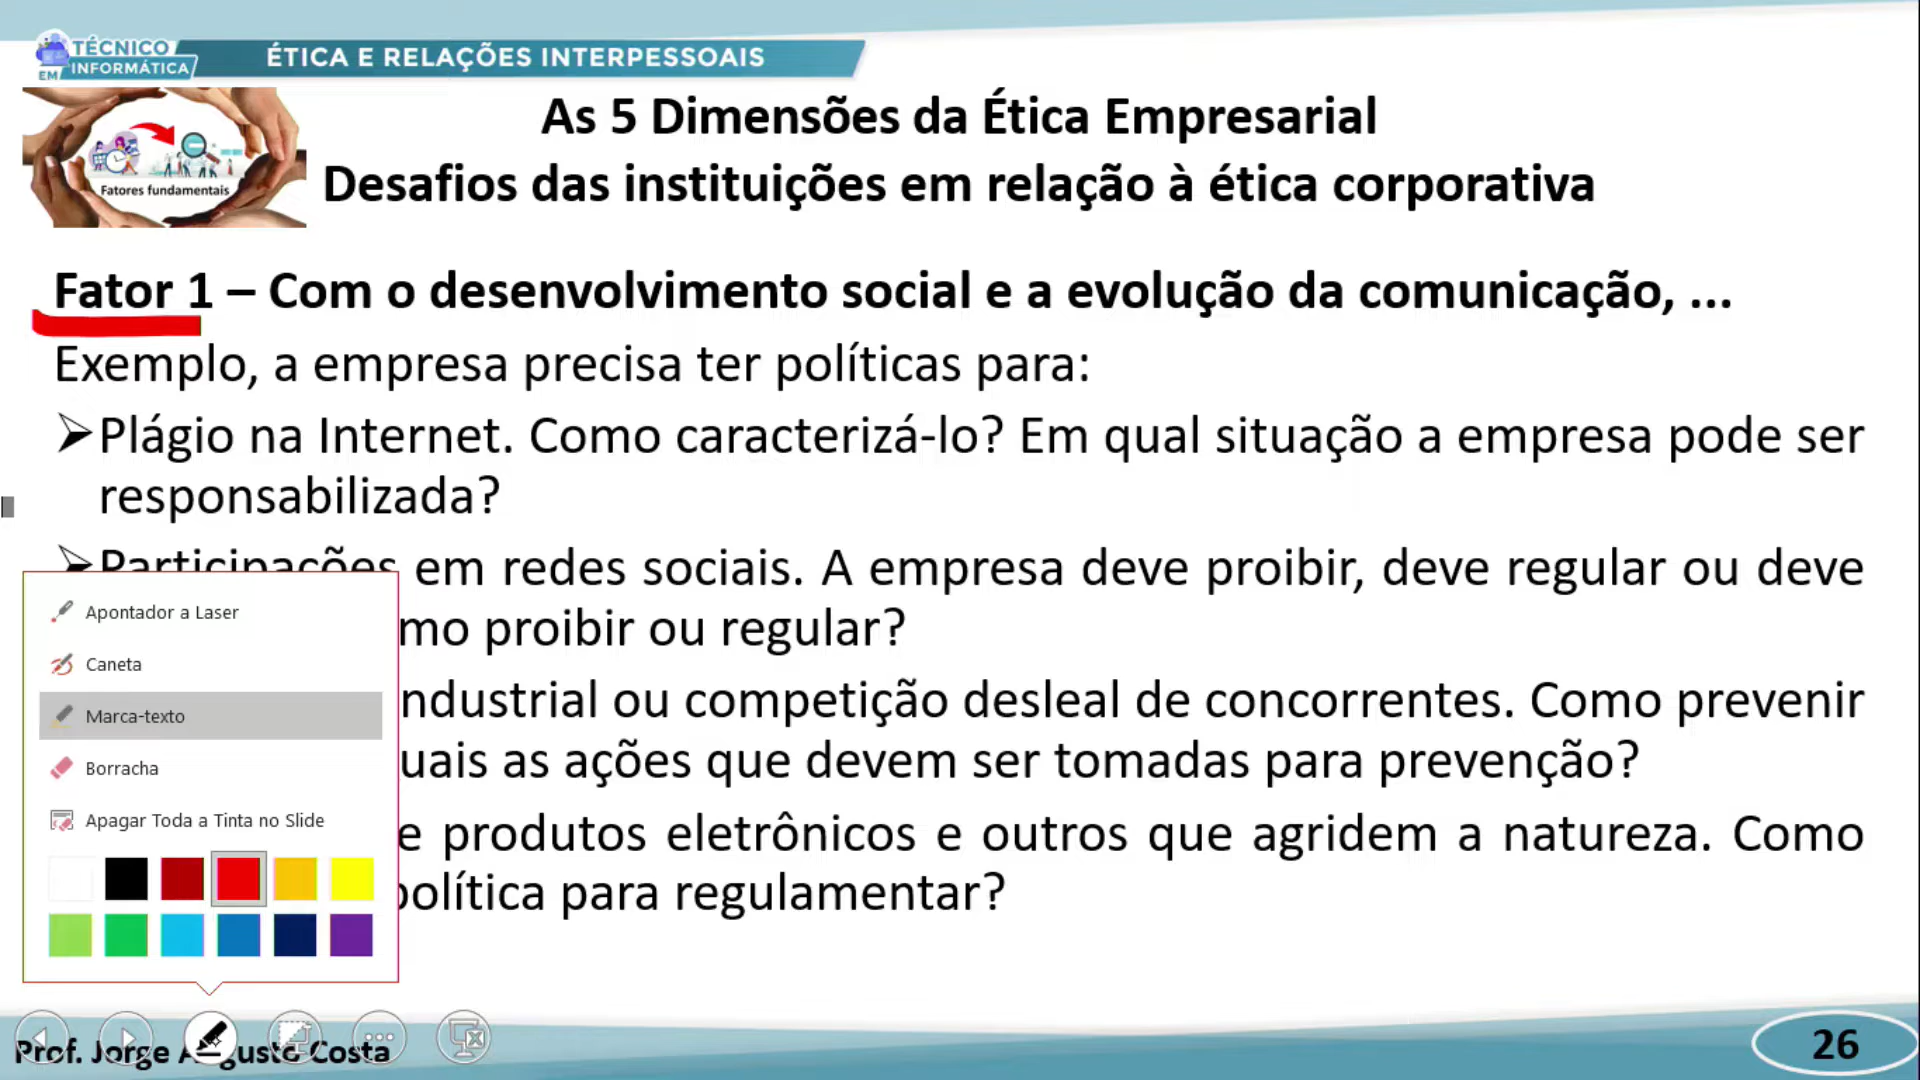 TÉCNICO
EM INFORMÁTICA
ÉTICA E RELAÇÕES INTERPESSOAIS
Fatores fundamentais
As 5 Dimensões da Ética Empresarial
Desafios das instituições em relação à ética corporativa
Fator 1 – Com o desenvolvimento social e a evolução da comunicação, ...
Exemplo, a empresa precisa ter políticas para:
➢Plágio na Internet. Como caracterizá-lo? Em qual situação a empresa pode ser
responsabilizada?
➢Participações em redes sociais. A empresa deve proibir, deve regular ou deve
mo proibir ou regular?
ndustrial ou competição desleal de concorrentes. Como prevenir
uais as ações que devem ser tomadas para prevenção?
e produtos eletrônicos e outros que agridem a natureza. Como
política para regulamentar?
Apontador a Laser
Caneta
Marca-texto
Borracha
Apagar Toda a Tinta no Slide
Prof. Jorge Augusto Costa
26